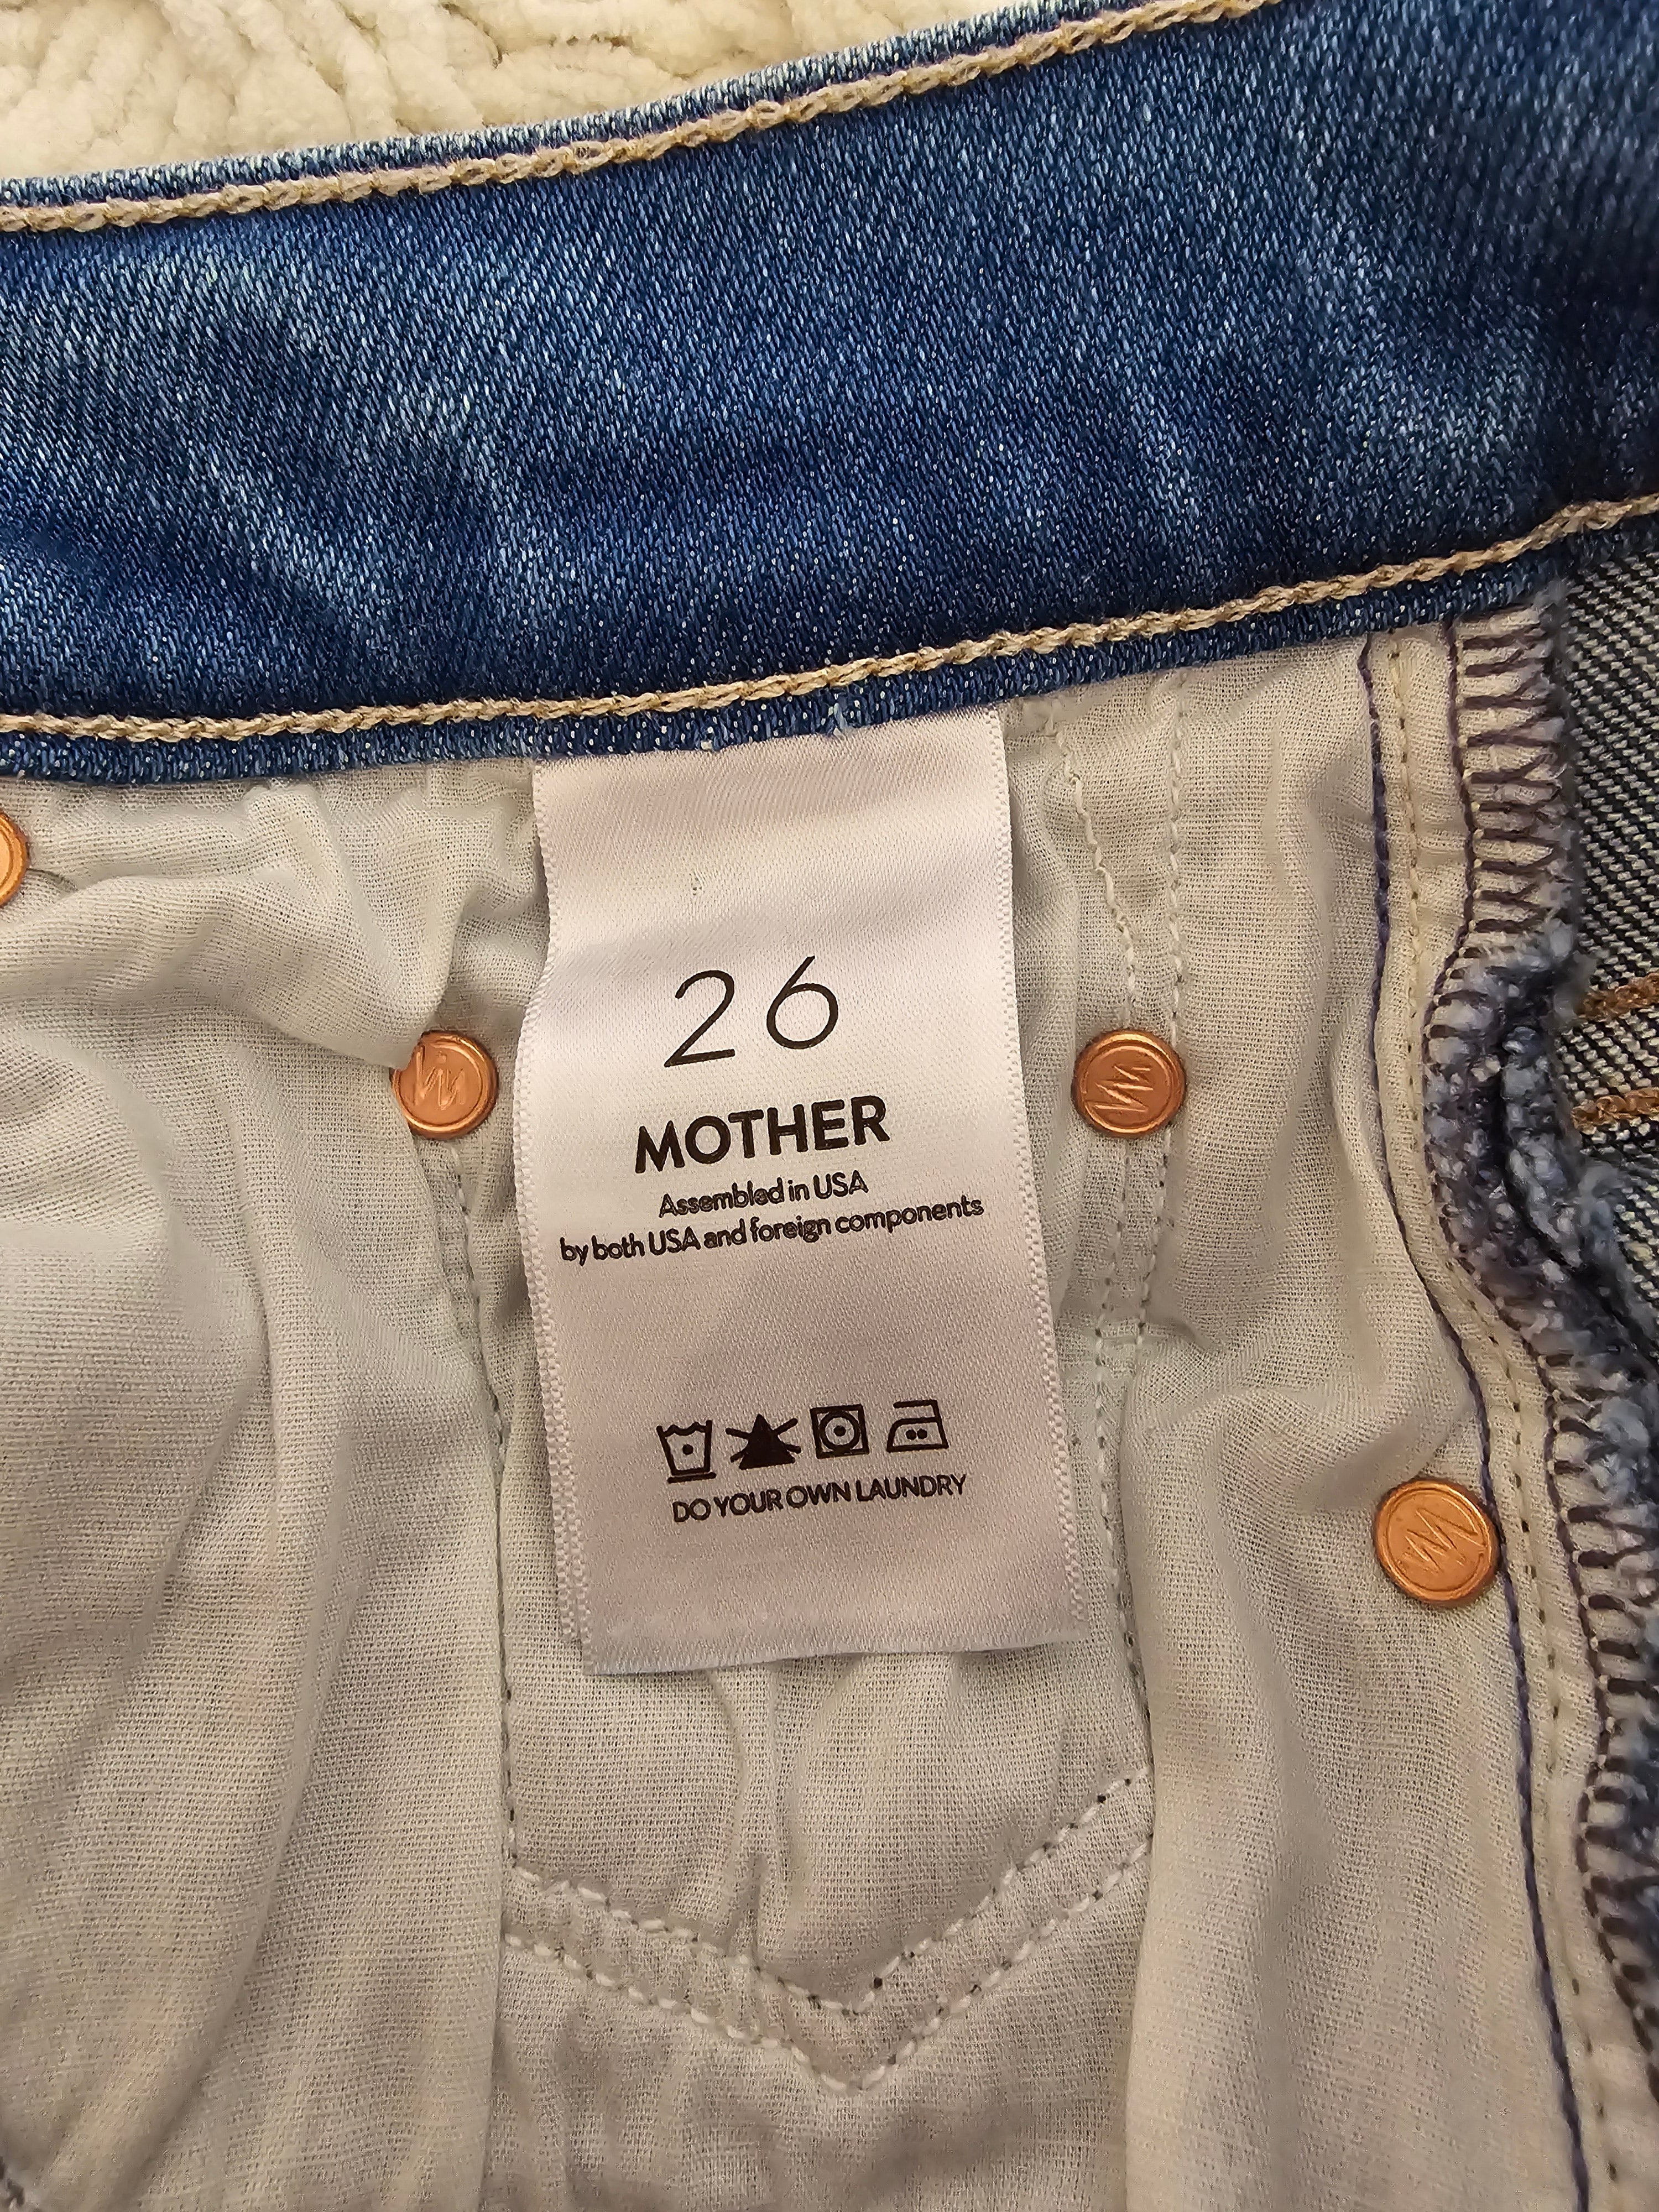 26
MOTHER
Assembled in USA
by both USA and foreign components
DO YOUR OWN LAUNDRY